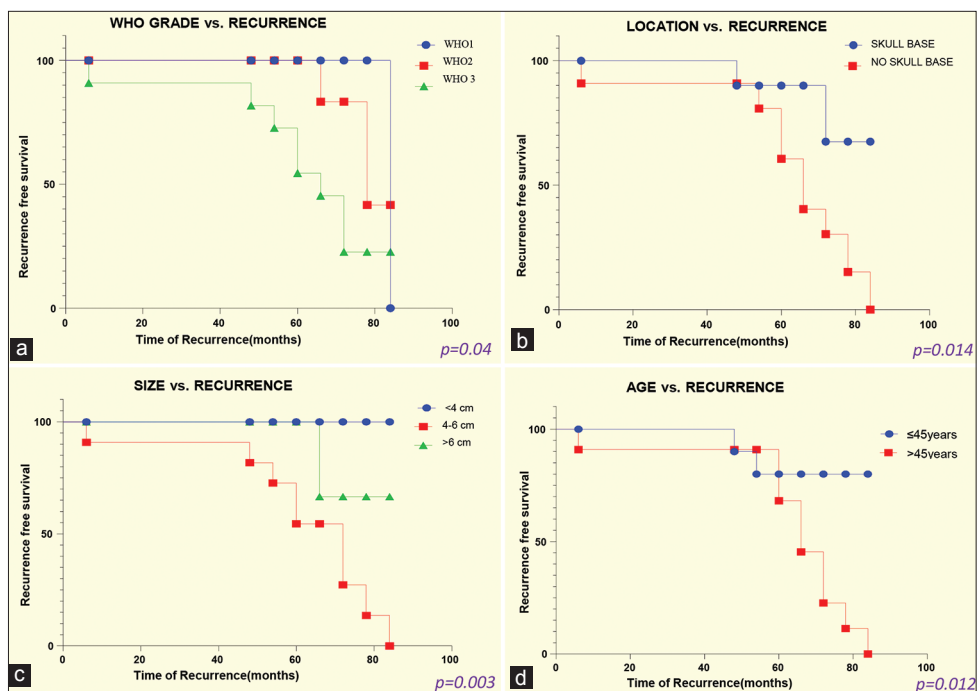 WHO GRADE vs. RECURRENCE
WHO1
WHO2
WHO 3
Recurrence free survival
100
50
0
0 20 40 60 80 100
Time of Recurrence(months)
a
p=0.04
LOCATION vs. RECURRENCE
SKULL BASE
NO SKULL BASE
Recurrence free survival
100
50
0
0 20 40 60 80 100
Time of Recurrence(months)
b
p=0.014
SIZE vs. RECURRENCE
<4 cm
4-6 cm
>6 cm
Recurrence free survival
100
50
0
0 20 40 60 80 100
Time of Recurrence(months)
c
p=0.003
AGE vs. RECURRENCE
≤45years
>45years
Recurrence free survival
100
50
0
0 20 40 60 80 100
Time of Recurrence(months)
d
p=0.012